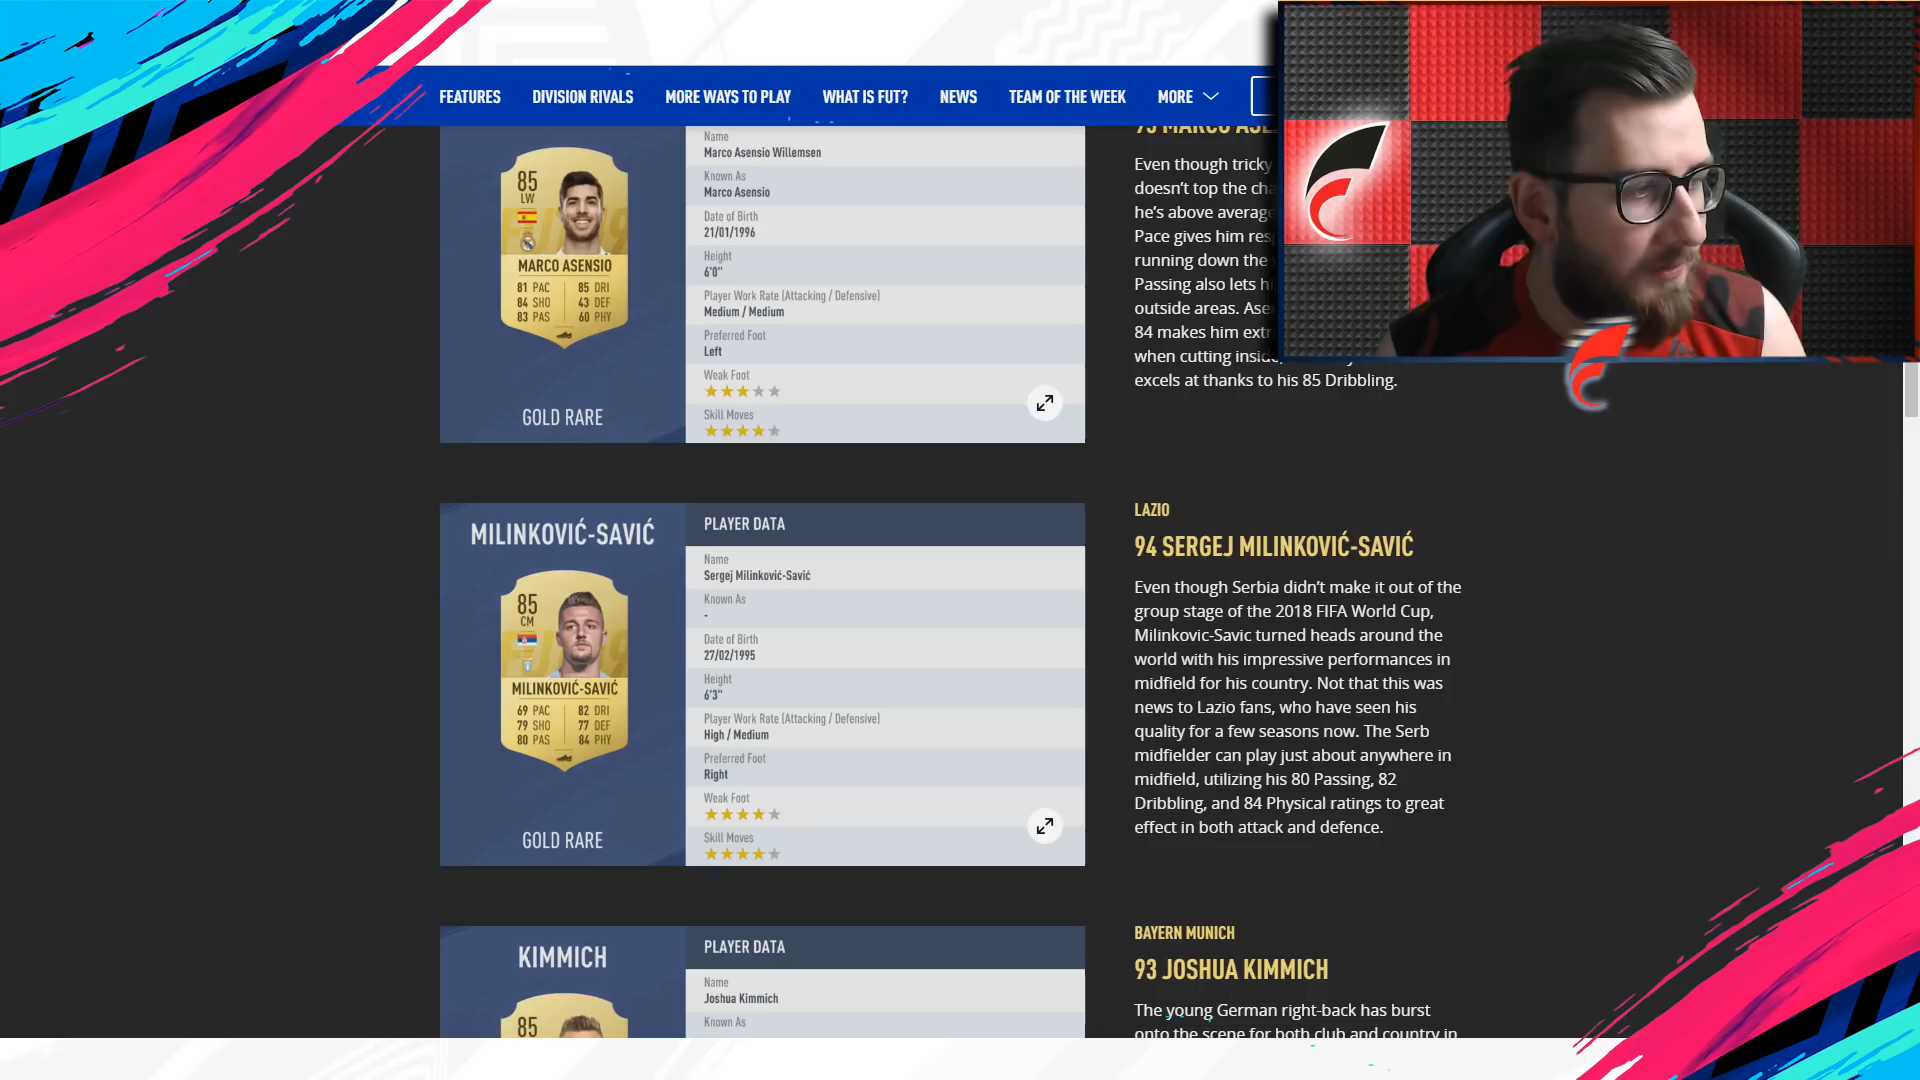 FEATURES DIVISION RIVALS MORE WAYS TO PLAY WHAT IS FUT? NEWS TEAM OF THE WEEK MORE
85
LW
MARCO ASENSIO
81 PAC 85 DRI
84 SHO 43 DEF
83 PAS 60 PHY
GOLD RARE
Name
Marco Asensio Willemsen
Known As
Marco Asensio
Date of Birth
21/01/1996
Height
6'0"
Player Work Rate (Attacking / Defensive)
Medium / Medium
Preferred Foot
Left
Weak Foot
Skill Moves
Even though tricky
doesn't top the
he's above average
Pace gives him
running down the
Passing also lets
outside areas.
84 makes him
when cutting inside,
excels at thanks to his 85 Dribbling.
MILINKOVIĆ-SAVIĆ
85
CM
MILINKOVIĆ-SAVIĆ
69 PAC 82 DRI
79 SHO 77 DEF
80 PAS 84 PHY
GOLD RARE
PLAYER DATA
Name
Sergej Milinković-Savić
Known As
-
Date of Birth
27/02/1995
Height
6'3"
Player Work Rate (Attacking / Defensive)
High / Medium
Preferred Foot
Right
Weak Foot
Skill Moves
LAZIO
94 SERGEJ MILINKOVIĆ-SAVIĆ
Even though Serbia didn't make it out of the
group stage of the 2018 FIFA World Cup,
Milinkovic-Savic turned heads around the
world with his impressive performances in
midfield for his country. Not that this was
news to Lazio fans, who have seen his
quality for a few seasons now. The Serb
midfielder can play just about anywhere in
midfield, utilizing his 80 Passing, 82
Dribbling, and 84 Physical ratings to great
effect in both attack and defence.
KIMMICH
85
PLAYER DATA
Name
Joshua Kimmich
Known As
BAYERN MUNICH
93 JOSHUA KIMMICH
The young German right-back has burst
onto the scene for both club and country in